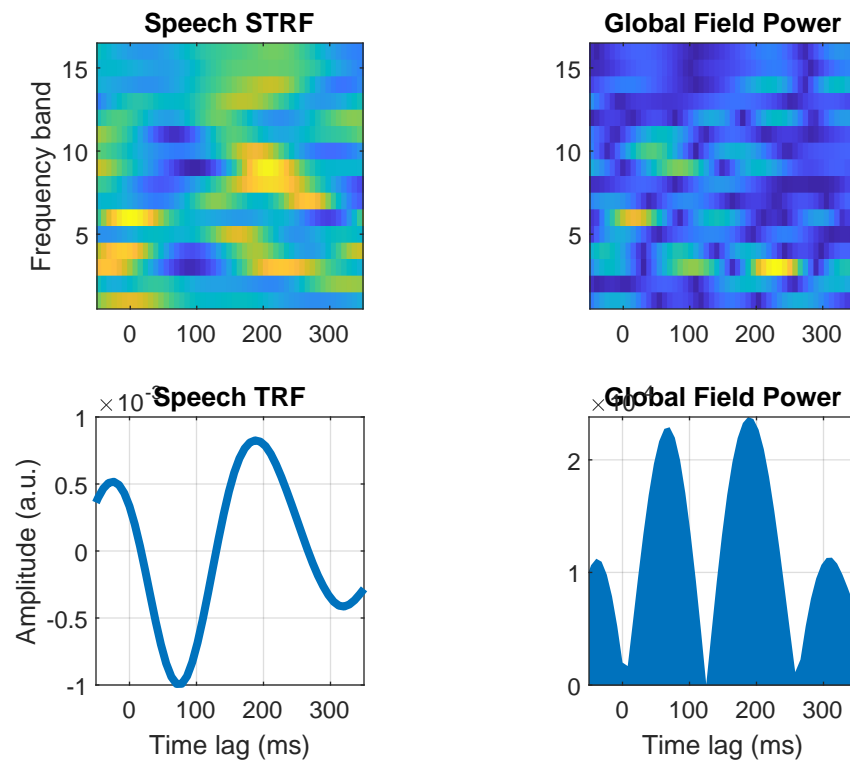 Speech STRF
Frequency band
15
10
5
0 100 200 300
Global Field Power
15
10
5
0 100 200 300
×10⁻³
Speech TRF
Amplitude (a.u.)
1
0.5
0
-0.5
-1
0 100 200 300
Time lag (ms)
Global Field Power
2
1
0
0 100 200 300
Time lag (ms)